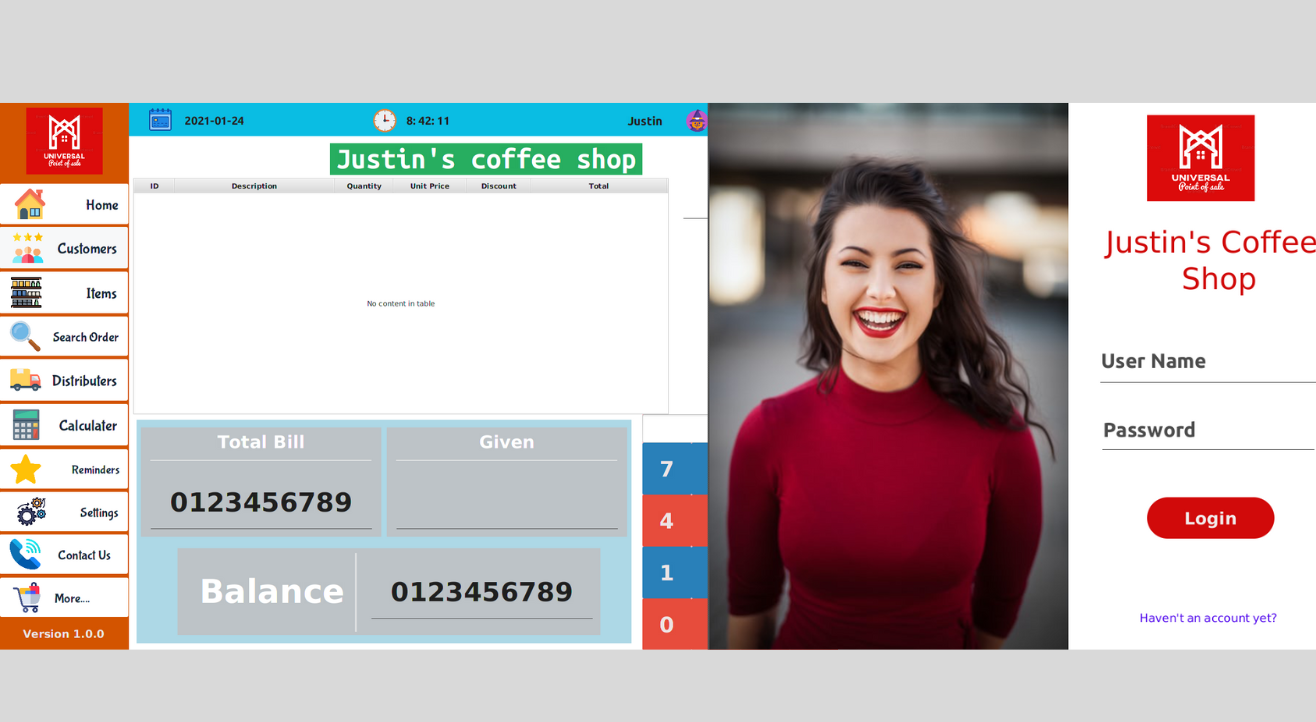 UNIVERSAL
Point of sale
Home
Customers
Items
Search Order
Distributers
Calculater
Reminders
Settings
Contact Us
More....
Version 1.0.0
2021-01-24
8: 42: 11
Justin
Justin's coffee shop
ID Description Quantity Unit Price Discount Total
No content in table
Total Bill
0123456789
Given
Balance 0123456789
7
4
1
0
UNIVERSAL
Point of sale
Justin's Coffee
Shop
User Name
Password
Login
Haven't an account yet?